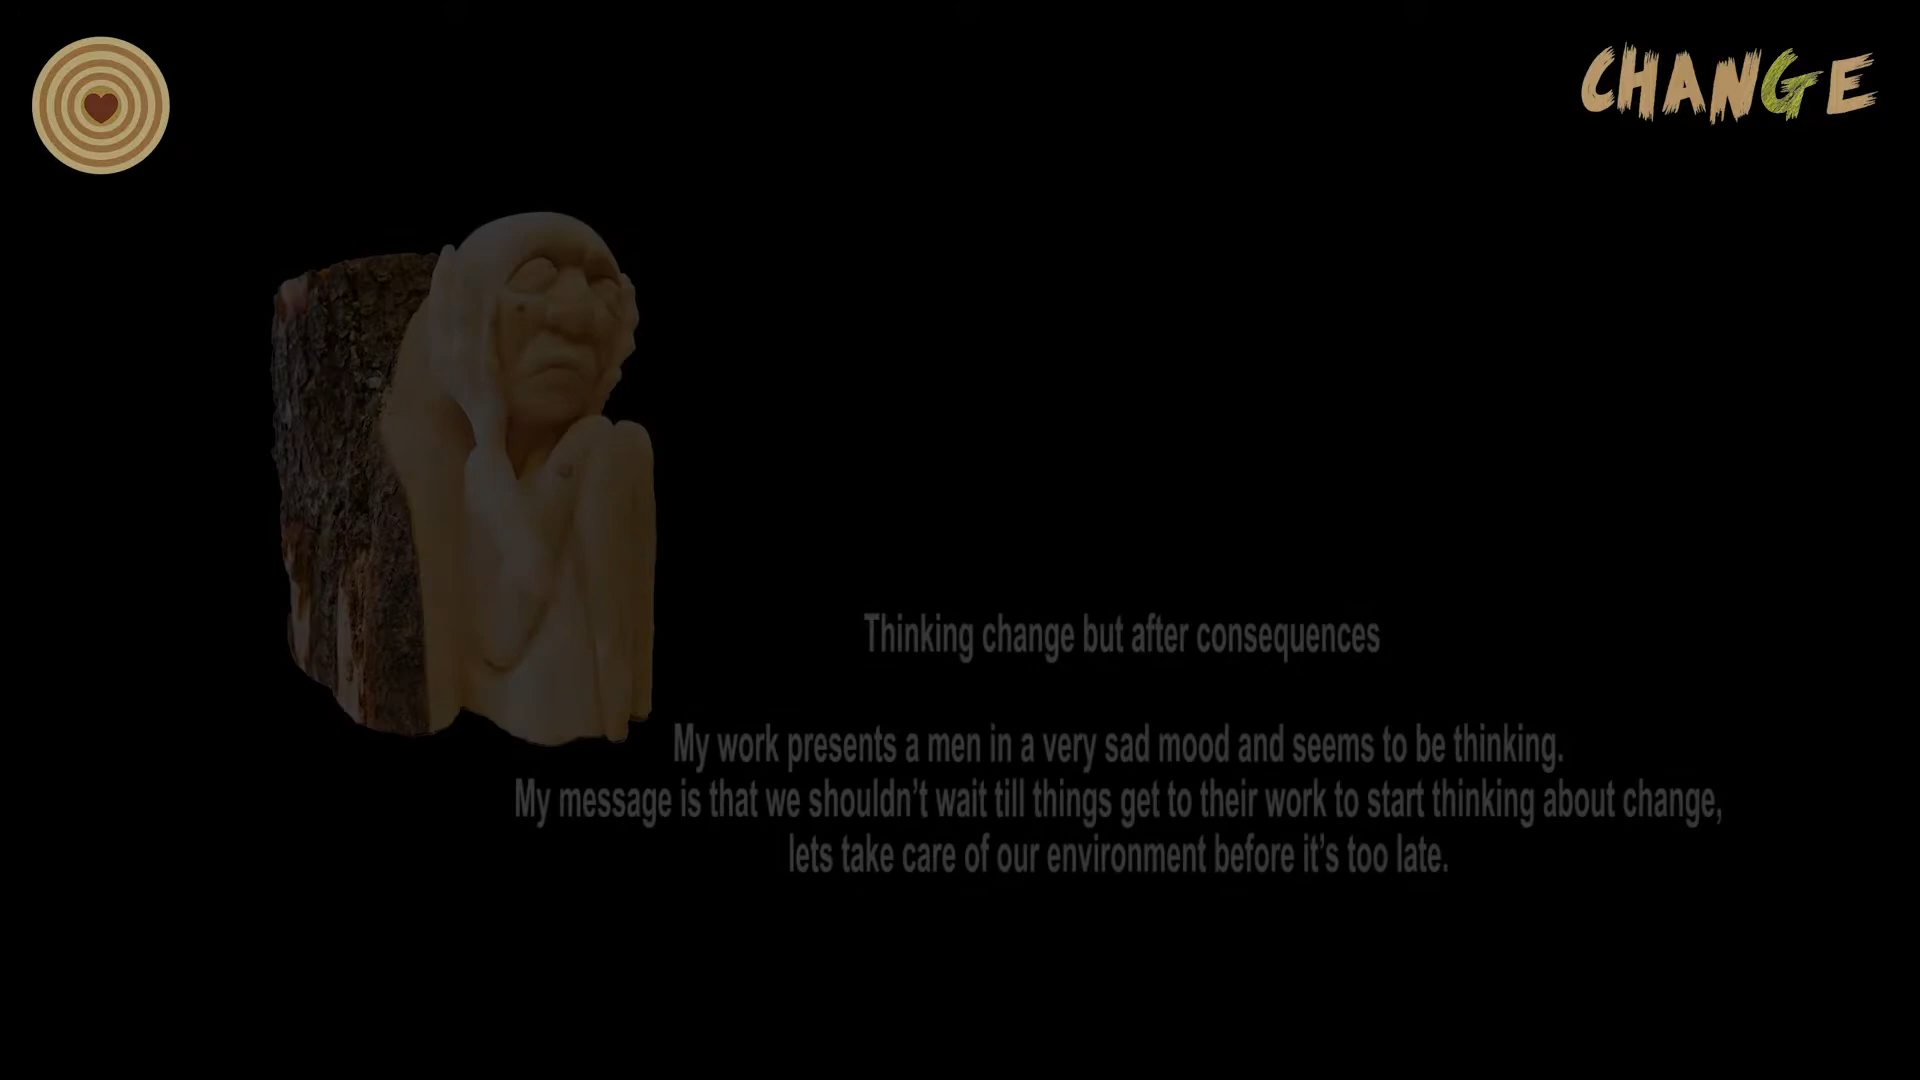 CHANGE
Thinking change but after consequences
My work presents a men in a very sad mood and seems to be thinking.
My message is that we shouldn’t wait till things get to their work to start thinking about change,
lets take care of our environment before it’s too late.